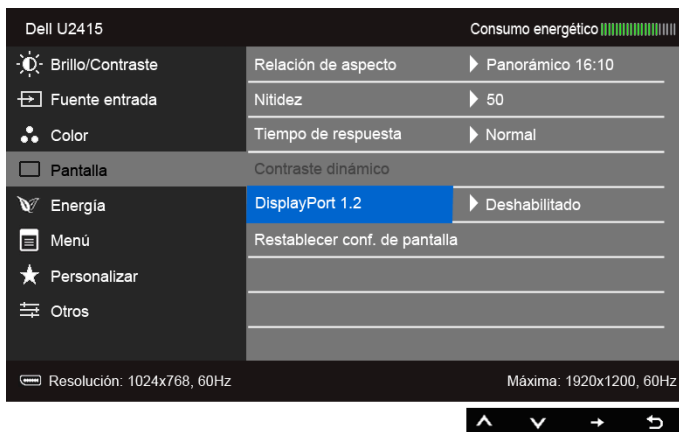 Dell U2415 Consumo energético
Brillo/Contraste Relación de aspecto Panorámico 16:10
Fuente entrada Nitidez 50
Color Tiempo de respuesta Normal
Pantalla Contraste dinámico
Energía DisplayPort 1.2 Deshabilitado
Menú Restablecer conf. de pantalla
Personalizar
Otros
Resolución: 1024x768, 60Hz Máxima: 1920x1200, 60Hz